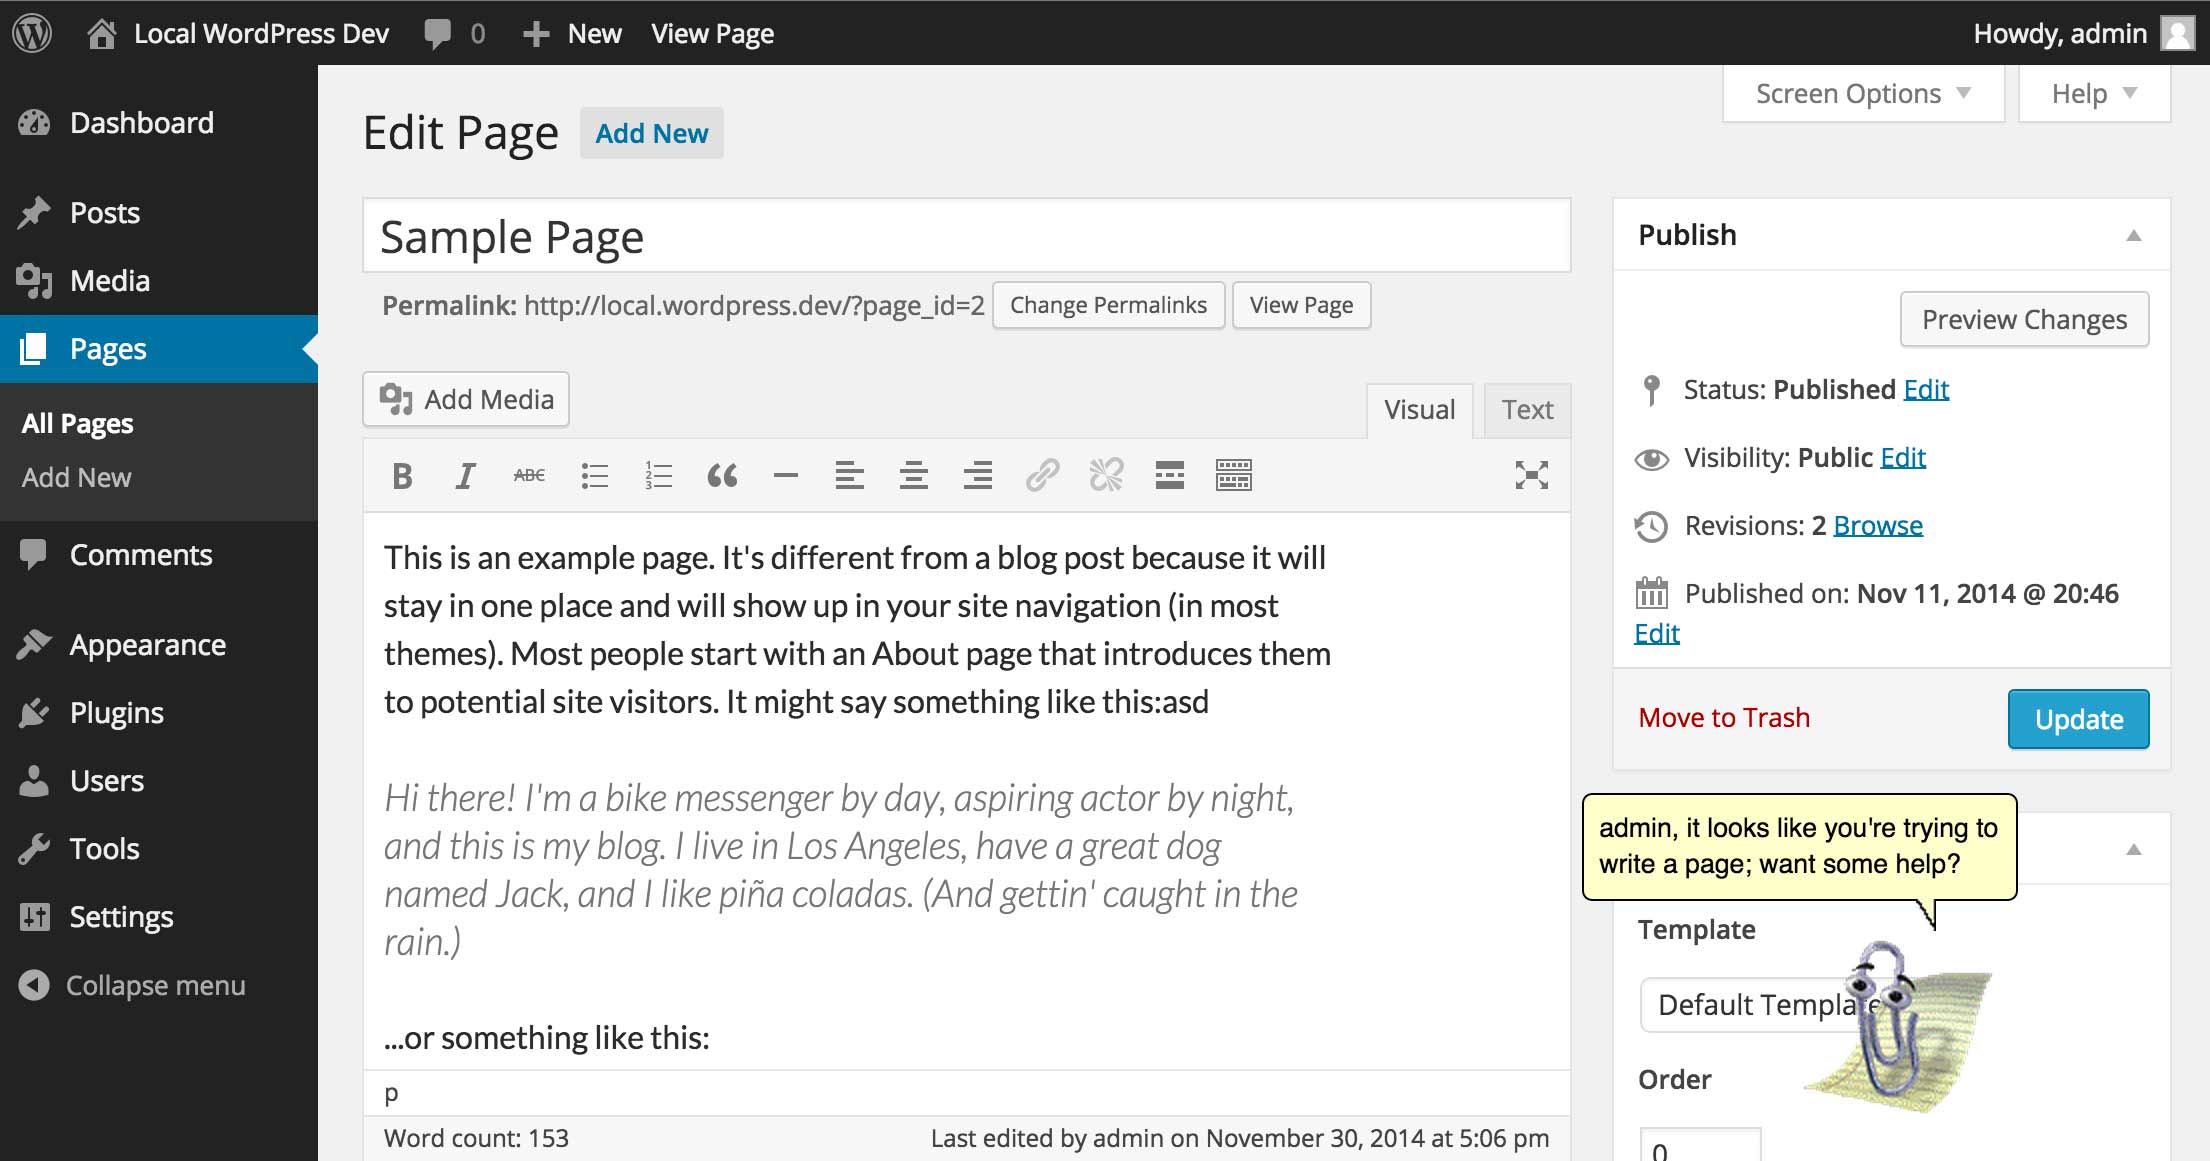 Local WordPress Dev 0 New View Page Howdy, admin
Screen Options Help
Dashboard
Posts
Media
Pages
All Pages
Add New
Comments
Appearance
Plugins
Users
Tools
Settings
Collapse menu
Edit Page Add New
Sample Page
Permalink: http://local.wordpress.dev/?page_id=2 Change Permalinks View Page
Add Media
Visual Text
B I ABC
This is an example page. It's different from a blog post because it will
stay in one place and will show up in your site navigation (in most
themes). Most people start with an About page that introduces them
to potential site visitors. It might say something like this:asd
Hi there! I'm a bike messenger by day, aspiring actor by night,
and this is my blog. I live in Los Angeles, have a great dog
named Jack, and I like piña coladas. (And gettin' caught in the
rain.)
...or something like this:
p
Word count: 153 Last edited by admin on November 30, 2014 at 5:06 pm
Publish
Preview Changes
Status: Published Edit
Visibility: Public Edit
Revisions: 2 Browse
Published on: Nov 11, 2014 @ 20:46
Edit
Move to Trash Update
admin, it looks like you're trying to
write a page; want some help?
Template
Default Template
Order
0